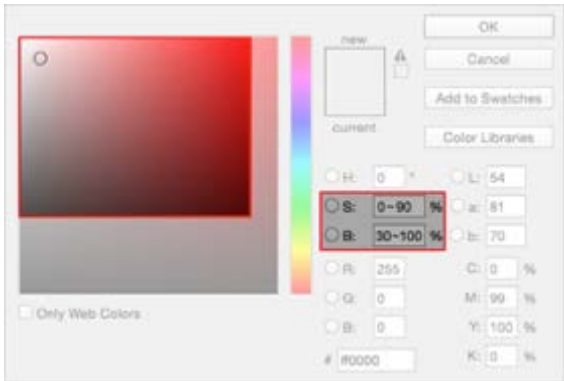 OK
new
Cancel
Add to Swatches
current
Color Libraries
H: 0 °
L: 54
S: 0~90 %
a: 81
B: 30~100 %
b: 70
R: 255
C: 0 %
G: 0
M: 99 %
Only Web Colors
B: 0
Y: 100 %
# ff0000
K: 0 %